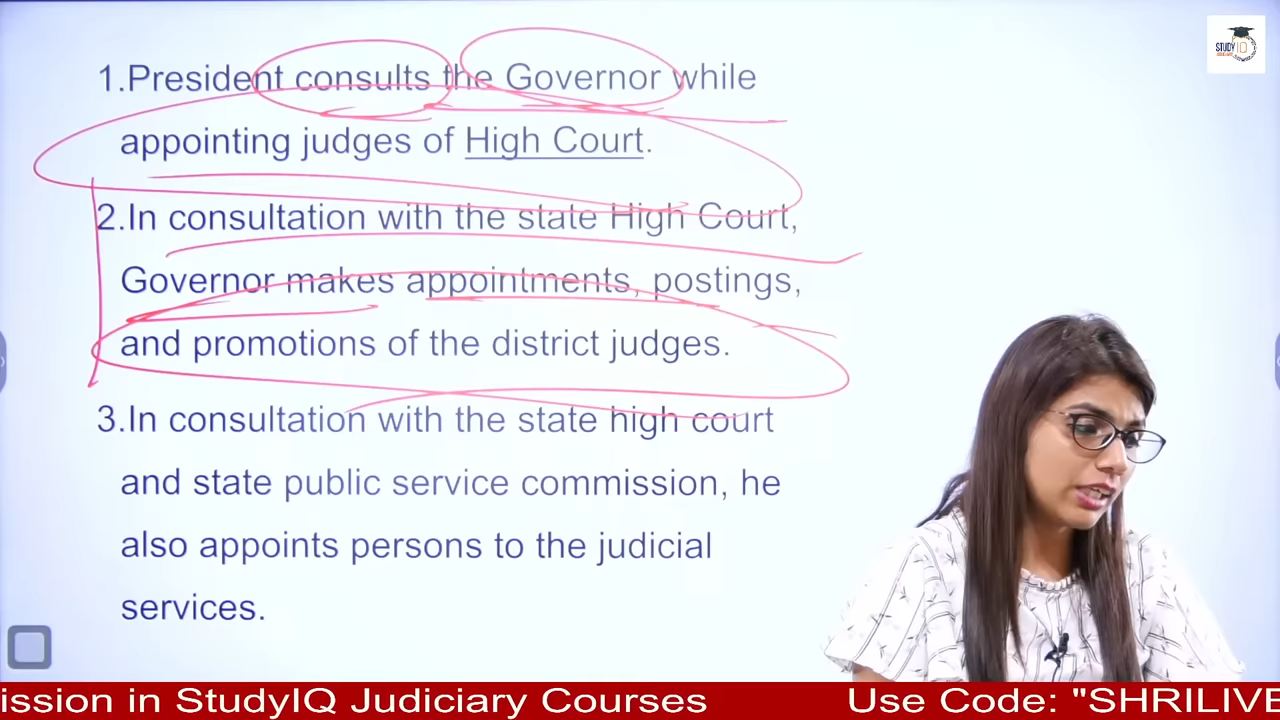 STUDY IQ
1.President consults the Governor while
appointing judges of High Court.
2.In consultation with the state High Court,
Governor makes appointments, postings,
and promotions of the district judges.
3.In consultation with the state high court
and state public service commission, he
also appoints persons to the judicial
services.
ission in StudyIQ Judiciary Courses Use Code: "SHRILIVE